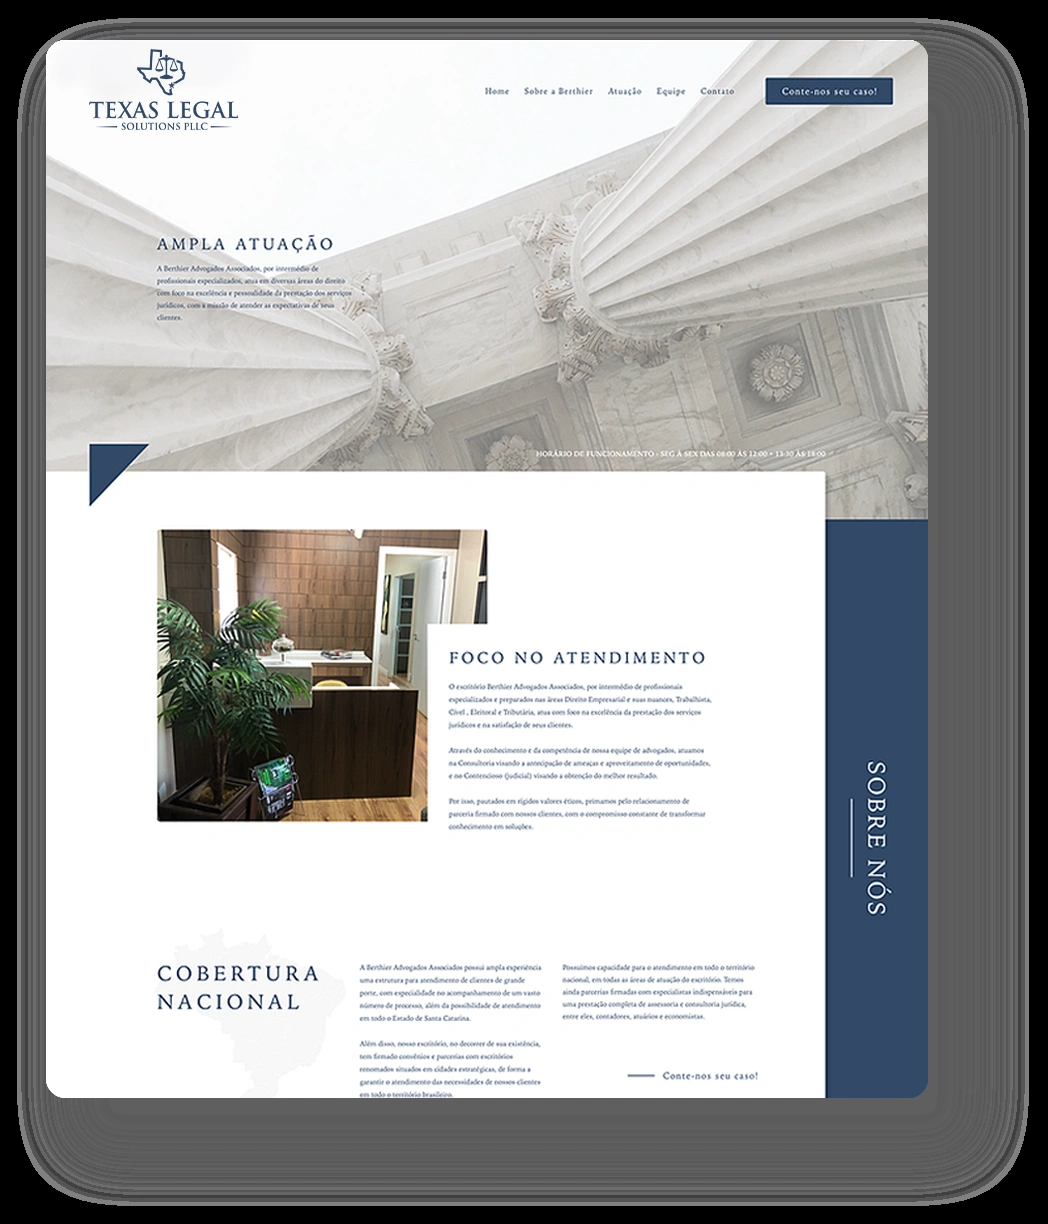 TEXAS LEGAL
SOLUTIONS PLLC
Home Sobre a Berthier Atuação Equipe Contato Conte-nos seu caso!
AMPLA ATUAÇÃO
A Berthier Advogados Associados, por intermédio de
profissionais especializados, atua em diversas áreas do direito
com foco na excelência e pessoalidade da prestação dos serviços
jurídicos, com a missão de atender as expectativas de seus
clientes.
HORÁRIO DE FUNCIONAMENTO - SEG À SEX DAS 08:00 ÀS 12:00 - 13:30 ÀS 18:00
FOCO NO ATENDIMENTO
O escritório Berthier Advogados Associados, por intermédio de profissionais
especializados e preparados nas áreas Direito Empresarial e suas nuances, Trabalhista,
Cível , Eleitoral e Tributária, atua com foco na excelência da prestação dos serviços
jurídicos e na satisfação de seus clientes.
Através do conhecimento e da competência de nossa equipe de advogados, atuamos
na Consultoria visando a antecipação de ameaças e aproveitamento de oportunidades,
e no Contencioso (judicial) visando a obtenção do melhor resultado.
Por isso, pautados em rígidos valores éticos, primamos pelo relacionamento de
parceria firmado com nossos clientes, com o compromisso constante de transformar
conhecimento em soluções.
SOBRE NÓS
COBERTURA
NACIONAL
A Berthier Advogados Associados possui ampla experiência
uma estrutura para atendimento de clientes de grande
porte, com especialidade no acompanhamento de um vasto
número de processo, além da possibilidade de atendimento
em todo o Estado de Santa Catarina.
Além disso, nosso escritório, no decorrer de sua existência,
tem firmado convênios e parcerias com escritórios
renomados situados em cidades estratégicas, de forma a
garantir o atendimento das necessidades de nossos clientes
em todo o território brasileiro.
Possuímos capacidade para o atendimento em todo o território
nacional, em todas as áreas de atuação do escritório. Temos
ainda parcerias firmadas com especialistas indispensáveis para
uma prestação completa de assessoria e consultoria jurídica,
entre eles, contadores, atuários e economistas.
Conte-nos seu caso!